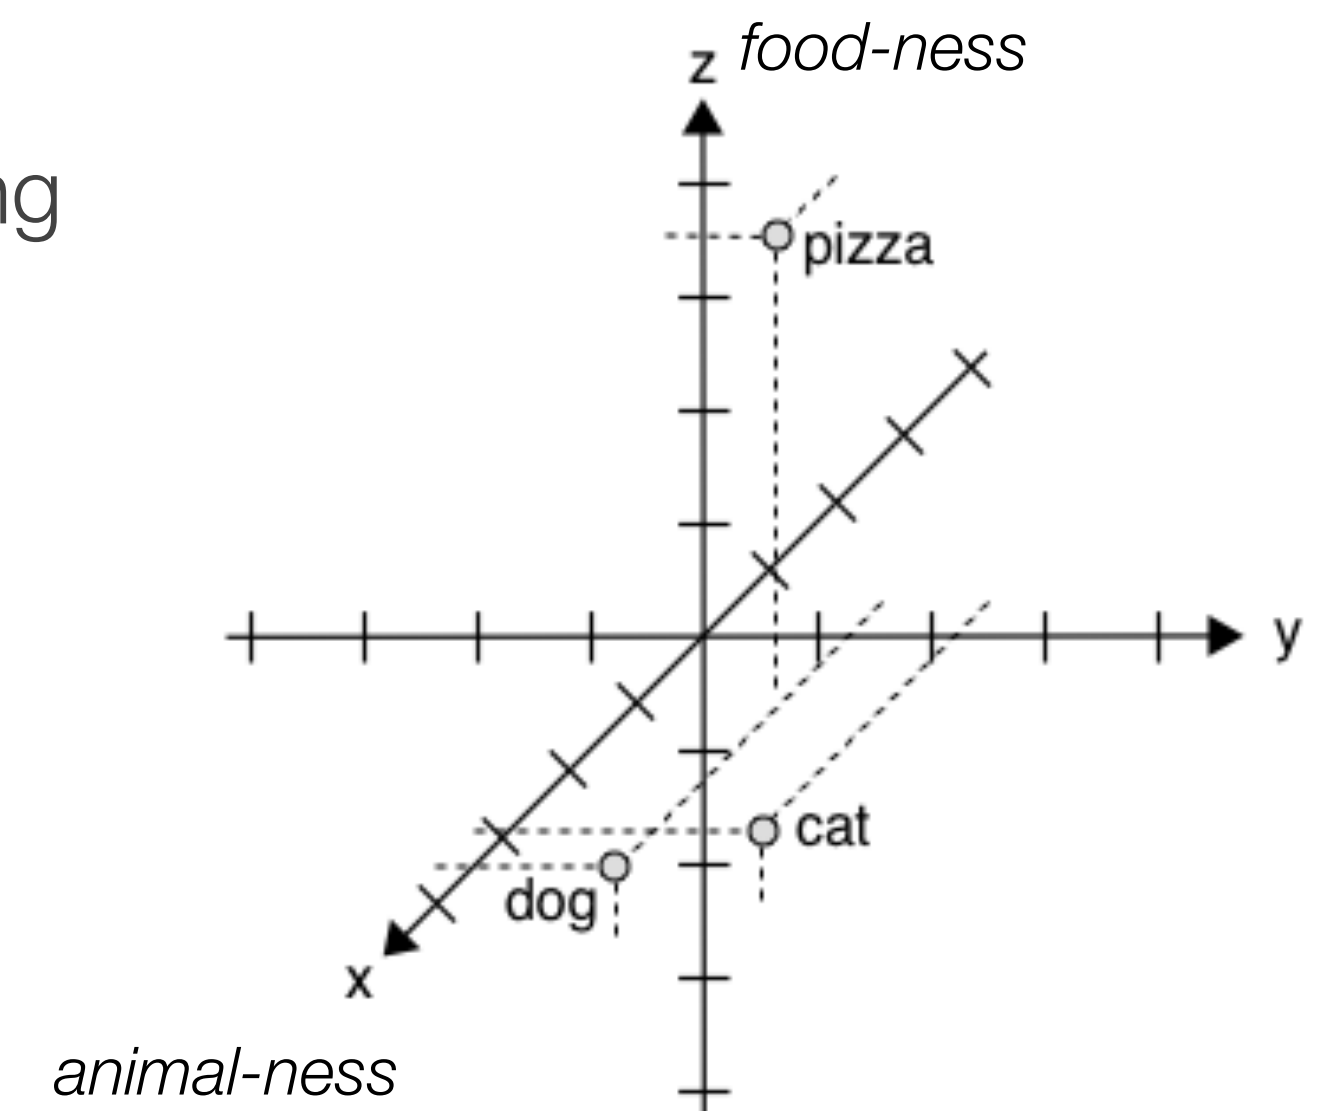 z food-ness
ng
pizza
y
cat
dog
x
animal-ness